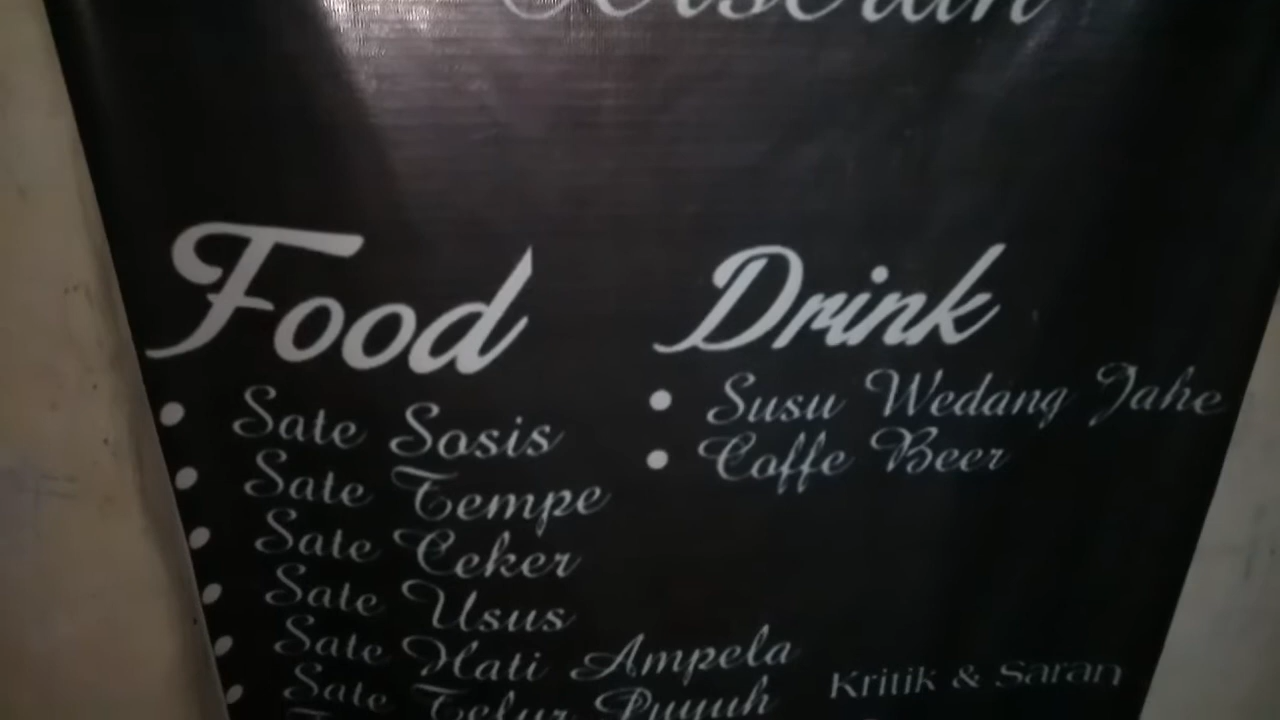 Food
Sate Sosis
Sate Tempe
Sate Ceker
Sate Usus
Sate Hati Ampela
Sate Telur Puyuh
Drink
Susu Wedang Jahe
Coffe Beer
Kritik & Saran